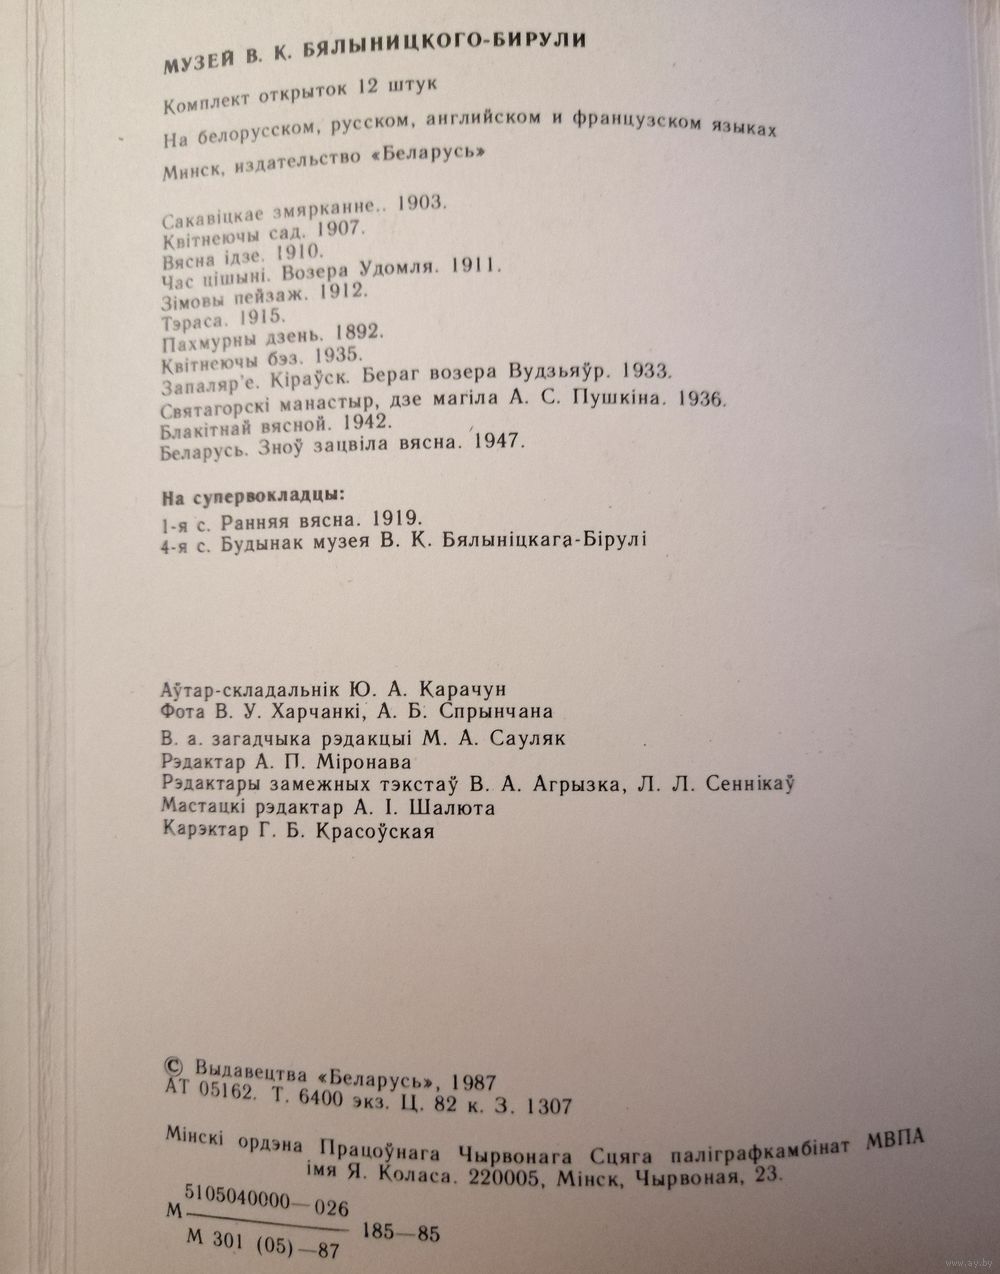 МУЗЕЙ В. К. БЯЛЫНИЦКОГО-БИРУЛИ
Комплект открыток 12 штук
На белорусском, русском, английском и французском языках
Минск, издательство «Беларусь»
Сакавіцкае змярканне.. 1903.
Квітнеючы сад. 1907.
Вясна ідзе. 1910.
Час цішыні. Возера Удомля. 1911.
Зімовы пейзаж. 1912.
Тэраса. 1915.
Пахмурны дзень. 1892.
Квітнеючы бэз. 1935.
Запаляр'е. Кіраўск. Бераг возера Вудзьяўр. 1933.
Святагорскі манастыр, дзе магіла А. С. Пушкіна. 1936.
Блакітнай вясной. 1942.
Беларусь. Зноў зацвіла вясна. 1947.
На супервокладцы:
1-я с. Ранняя вясна. 1919.
4-я с. Будынак музея В. К. Бялыніцкага-Бірулі
Аўтар-складальнік Ю. А. Карачун
Фота В. У. Харчанкі, А. Б. Спрынчана
В. а. загадчыка рэдакцыі М. А. Сауляк
Рэдактар А. П. Міронава
Рэдактары замежных тэкстаў В. А. Агрызка, Л. Л. Сеннікаў
Мастацкі рэдактар А. І. Шалюта
Карэктар Г. Б. Красоўская
© Выдавецтва «Беларусь», 1987
АТ 05162. Т. 6400 экз. Ц. 82 к. З. 1307
Мінскі ордэна Працоўнага Чырвонага Сцяга паліграфкамбінат МВПА
імя Я. Коласа. 220005, Мінск, Чырвоная, 23.
5105040000—026
М 185—85
М 301 (05)—87
www.ay.by